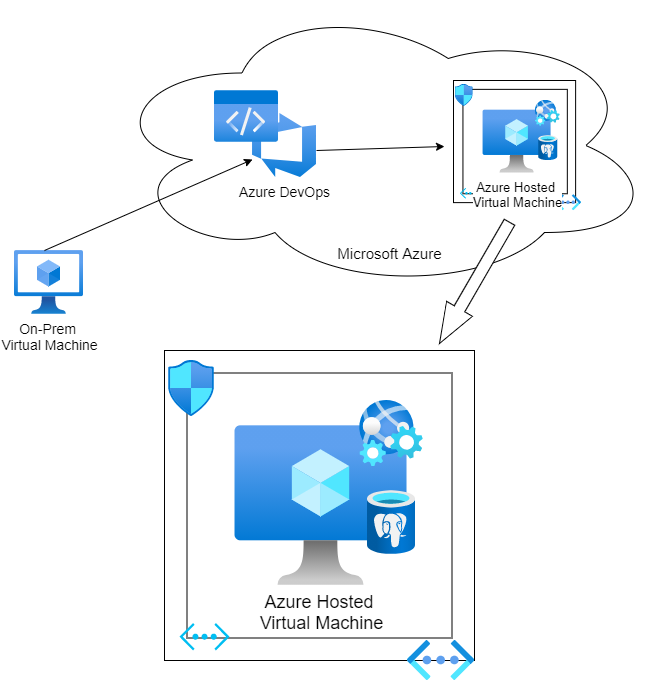 Azure DevOps
Azure Hosted
Virtual Machine
Microsoft Azure
On-Prem
Virtual Machine
Azure Hosted
Virtual Machine